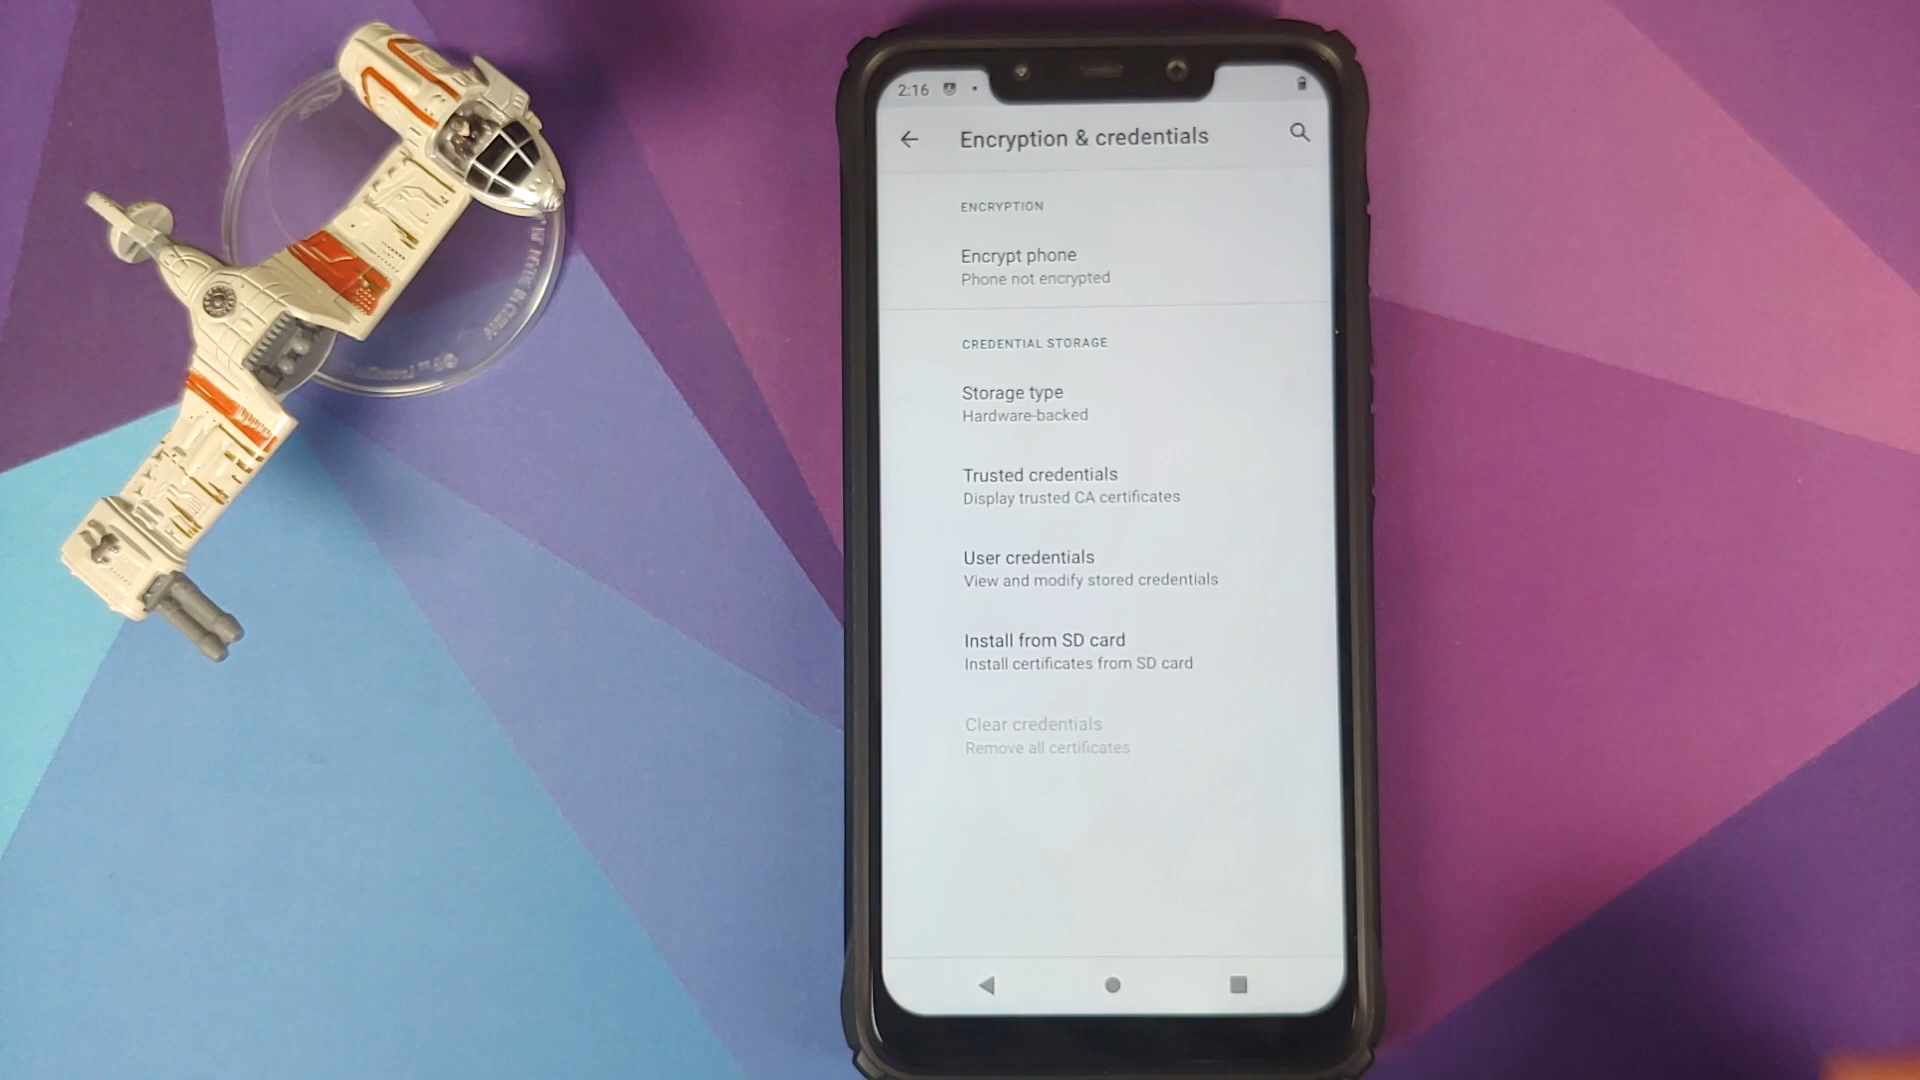 2:16
Encryption & credentials
ENCRYPTION
Encrypt phone
Phone not encrypted
CREDENTIAL STORAGE
Storage type
Hardware-backed
Trusted credentials
Display trusted CA certificates
User credentials
View and modify stored credentials
Install from SD card
Install certificates from SD card
Clear credentials
Remove all certificates